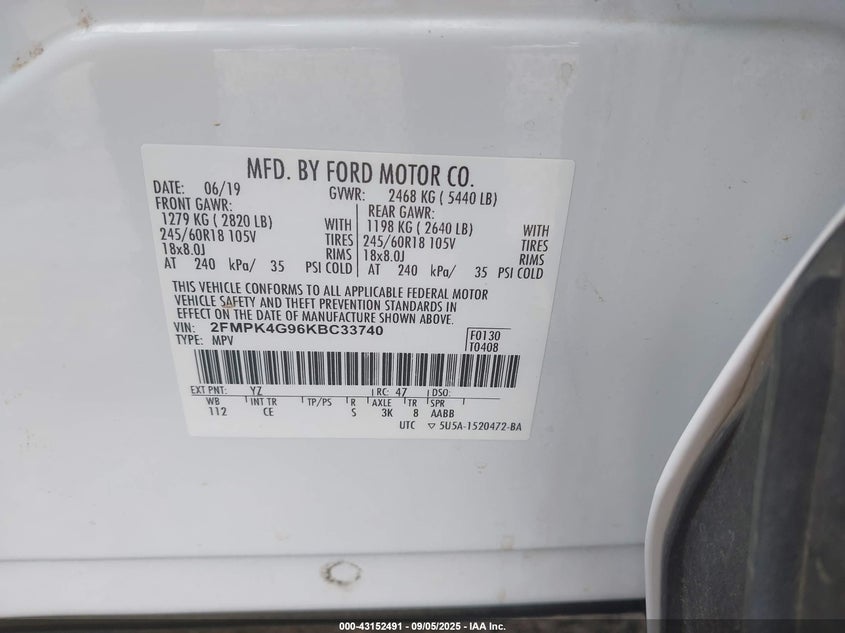 MFD. BY FORD MOTOR CO.
DATE: 06/19 GVWR: 2468 KG ( 5440 LB)
FRONT GAWR: REAR GAWR:
1279 KG ( 2820 LB) WITH 1198 KG ( 2640 LB) WITH
245/60R18 105V TIRES 245/60R18 105V TIRES
18x8.0J RIMS 18x8.0J RIMS
AT 240 kPa/ 35 PSI COLD AT 240 kPa/ 35 PSI COLD
THIS VEHICLE CONFORMS TO ALL APPLICABLE FEDERAL MOTOR
VEHICLE SAFETY AND THEFT PREVENTION STANDARDS IN
EFFECT ON THE DATE OF MANUFACTURE SHOWN ABOVE.
VIN: 2FMPK4G96KBC33740 F0130
TYPE: MPV T0408
EXT PNT: YZ RC: 47 DSO:
WB INT TR TP/PS R AXLE TR SPR
112 CE S 3K 8 AABB
UTC ▽ 5U5A-1520472-BA
000-43152491 - 09/05/2025 - IAA Inc.